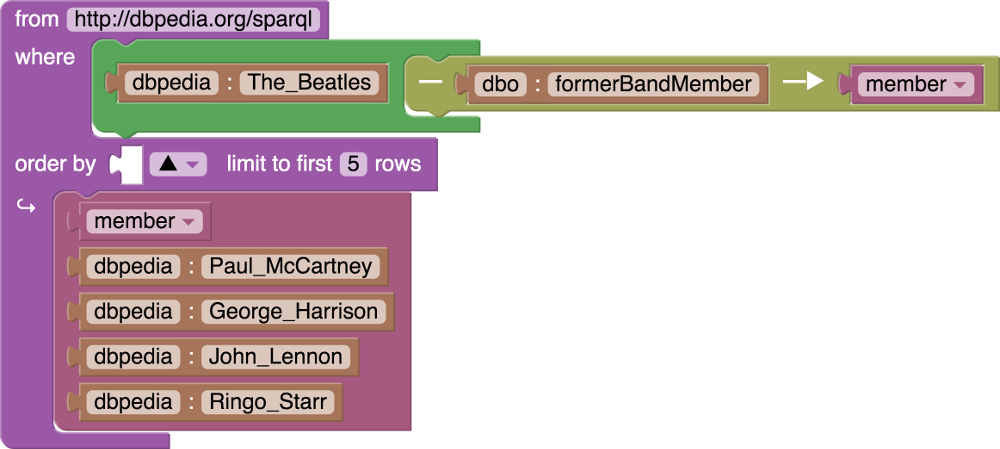 from http://dbpedia.org/sparql
where
dbpedia : The_Beatles — dbo : formerBandMember → member
order by ▲ limit to first 5 rows
↪
member
dbpedia : Paul_McCartney
dbpedia : George_Harrison
dbpedia : John_Lennon
dbpedia : Ringo_Starr